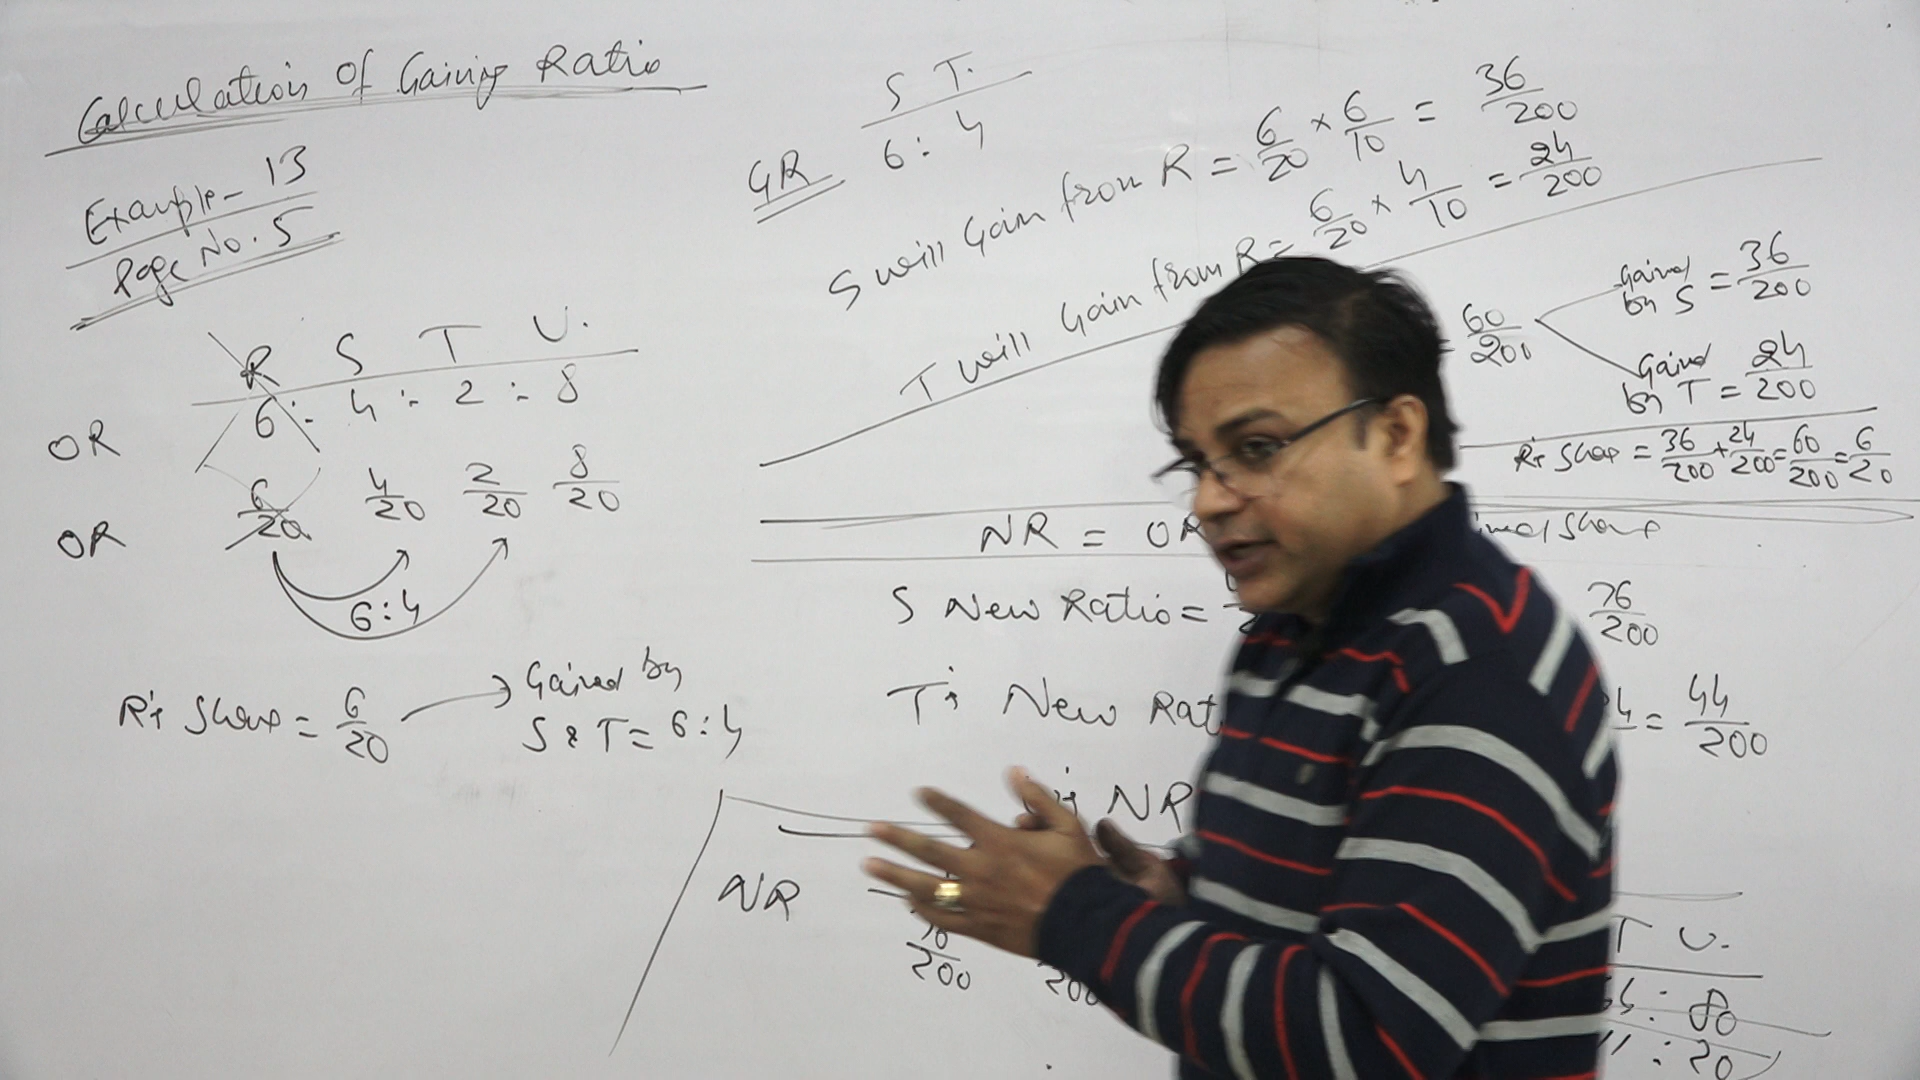 Calculation Of Gaining Ratio
Example - 13
Page No. 5
R S T U.
OR 6 : 4 : 2 : 8
OR 6/20 4/20 2/20 8/20
6:4
R's Share = 6/20 → Gained by
S & T = 6:4
S T.
GR 6 : 4
S will Gain from R = 6/20 × 6/10 = 36/200
T will Gain from R = 6/20 × 4/10 = 24/200
60/200
Gained by S = 36/200
Gained by T = 24/200
R's Share = 36/200 + 24/200 = 60/200 = 6/20
NR = OR
Share
S New Ratio =
76/200
T's New
= 44/200
NR
NR
200
200
T U.
: 80
: 20